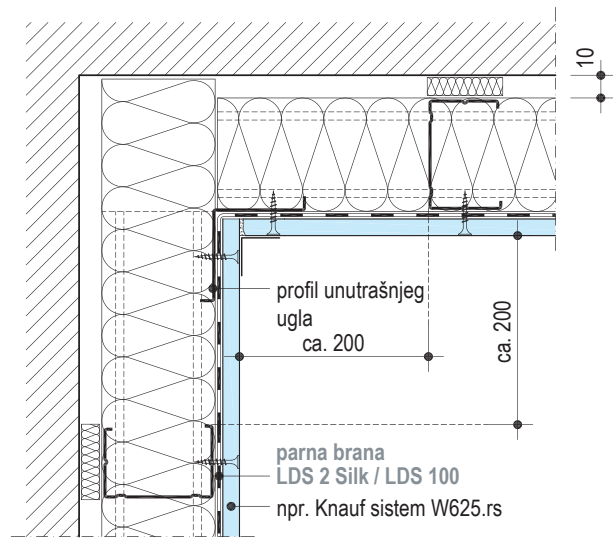 10
profil unutrašnjeg
ugla
ca. 200
ca. 200
parna brana
LDS 2 Silk / LDS 100
npr. Knauf sistem W625.rs